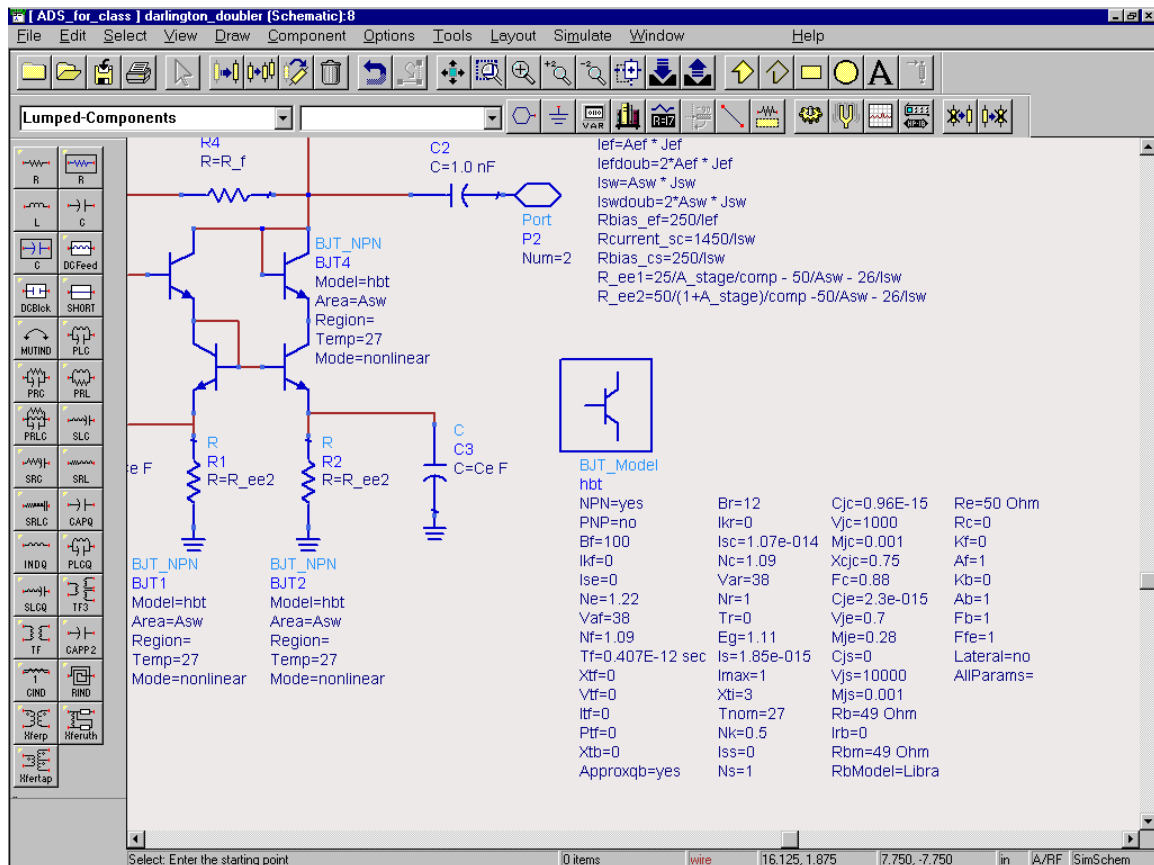 [ ADS_for_class ] darlington_doubler (Schematic):8
File Edit Select View Draw Component Options Tools Layout Simulate Window Help
+2 -2 A
Lumped-Components
VAR
R R
L C
C DCFeed
DCBlck SHORT
MUTIND PLC
PRC PRL
PRLC SLC
SRC SRL
SRLC CAPQ
INDQ PLCQ
SLCQ TF3
TF CAPP2
CIND RIND
Xferp Xferuth
Xfertap
R4
R=R_f
C2
C=1.0 nF
Port
P2
Num=2
Ief=Aef * Jef
Iefdoub=2*Aef * Jef
Isw=Asw * Jsw
Iswdoub=2*Asw * Jsw
Rbias_ef=250/Ief
Rcurrent_sc=1450/Isw
Rbias_cs=250/Isw
R_ee1=25/A_stage/comp - 50/Asw - 26/Isw
R_ee2=50/(1+A_stage)/comp -50/Asw - 26/Isw
BJT_NPN
BJT4
Model=hbt
Area=Asw
Region=
Temp=27
Mode=nonlinear
Ce F
R
R1
R=R_ee2
R
R2
R=R_ee2
C
C3
C=Ce F
BJT_NPN
BJT1
Model=hbt
Area=Asw
Region=
Temp=27
Mode=nonlinear
BJT_NPN
BJT2
Model=hbt
Area=Asw
Region=
Temp=27
Mode=nonlinear
BJT_Model
hbt
NPN=yes
PNP=no
Bf=100
Ikf=0
Ise=0
Ne=1.22
Vaf=38
Nf=1.09
Tf=0.407E-12 sec
Xtf=0
Vtf=0
Itf=0
Ptf=0
Xtb=0
Approxqb=yes
Br=12
Ikr=0
Isc=1.07e-014
Nc=1.09
Var=38
Nr=1
Tr=0
Eg=1.11
Is=1.85e-015
Imax=1
Xti=3
Tnom=27
Nk=0.5
Iss=0
Ns=1
Cjc=0.96E-15
Vjc=1000
Mjc=0.001
Xcjc=0.75
Fc=0.88
Cje=2.3e-015
Vje=0.7
Mje=0.28
Cjs=0
Vjs=10000
Mjs=0.001
Rb=49 Ohm
Irb=0
Rbm=49 Ohm
RbModel=Libra
Re=50 Ohm
Rc=0
Kf=0
Af=1
Kb=0
Ab=1
Fb=1
Ffe=1
Lateral=no
AllParams=
Select: Enter the starting point 0 items wire 16.125, 1.875 7.750, -7.750 in A/RF SimSchem